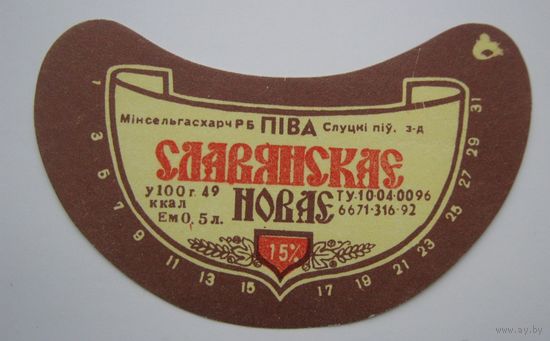 Мінсельгасхарч РБ ПІВА Слуцкі піў. з-д
СЛАВЯНСКАЕ
НОВАЕ
у 100 г. 49
ккал
Ем 0,5 л.
ТУ-10-04-0096
6671-316-92
15%
1 3 5 7 9 11 13 15 17 19 21 23 25 27 29 31
www.ay.by